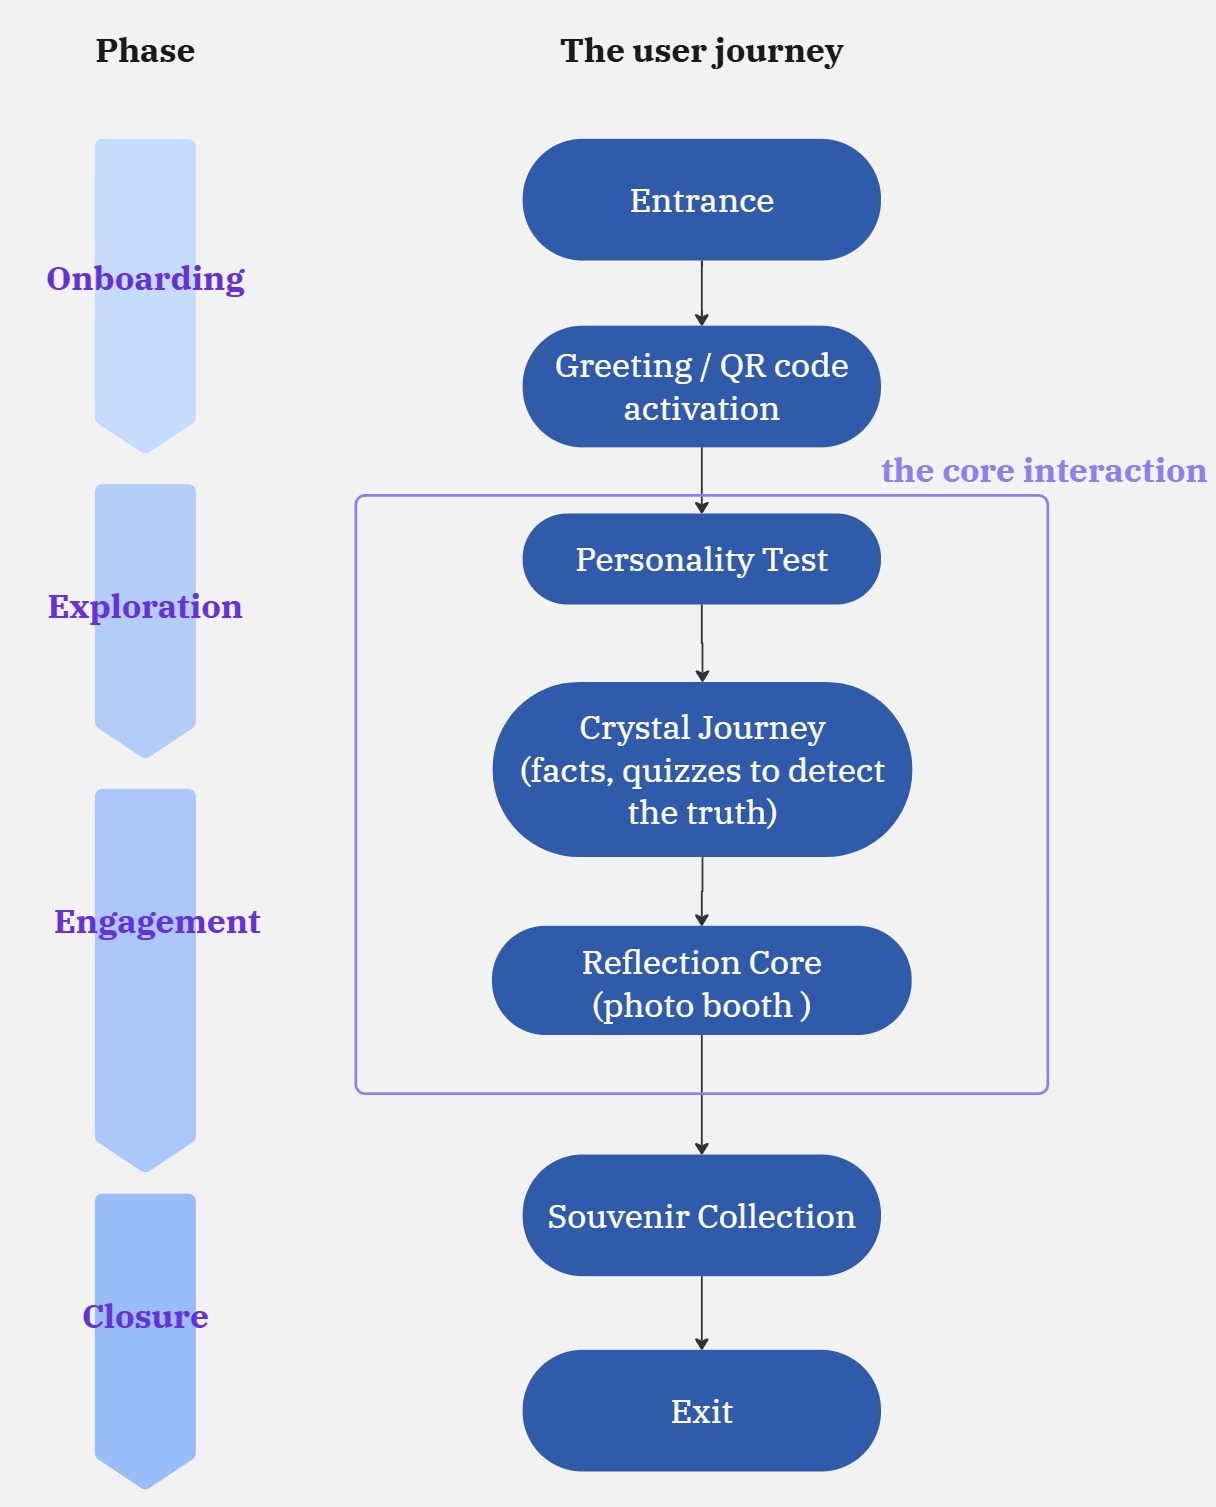 Phase
The user journey
Entrance
Onboarding
Greeting / QR code
activation
the core interaction
Personality Test
Exploration
Crystal Journey
(facts, quizzes to detect
the truth)
Engagement
Reflection Core
(photo booth )
Souvenir Collection
Closure
Exit